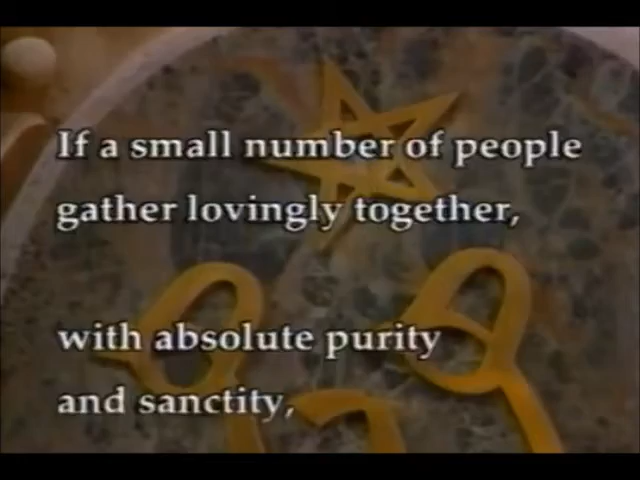 If a small number of people
gather lovingly together,
with absolute purity
and sanctity,